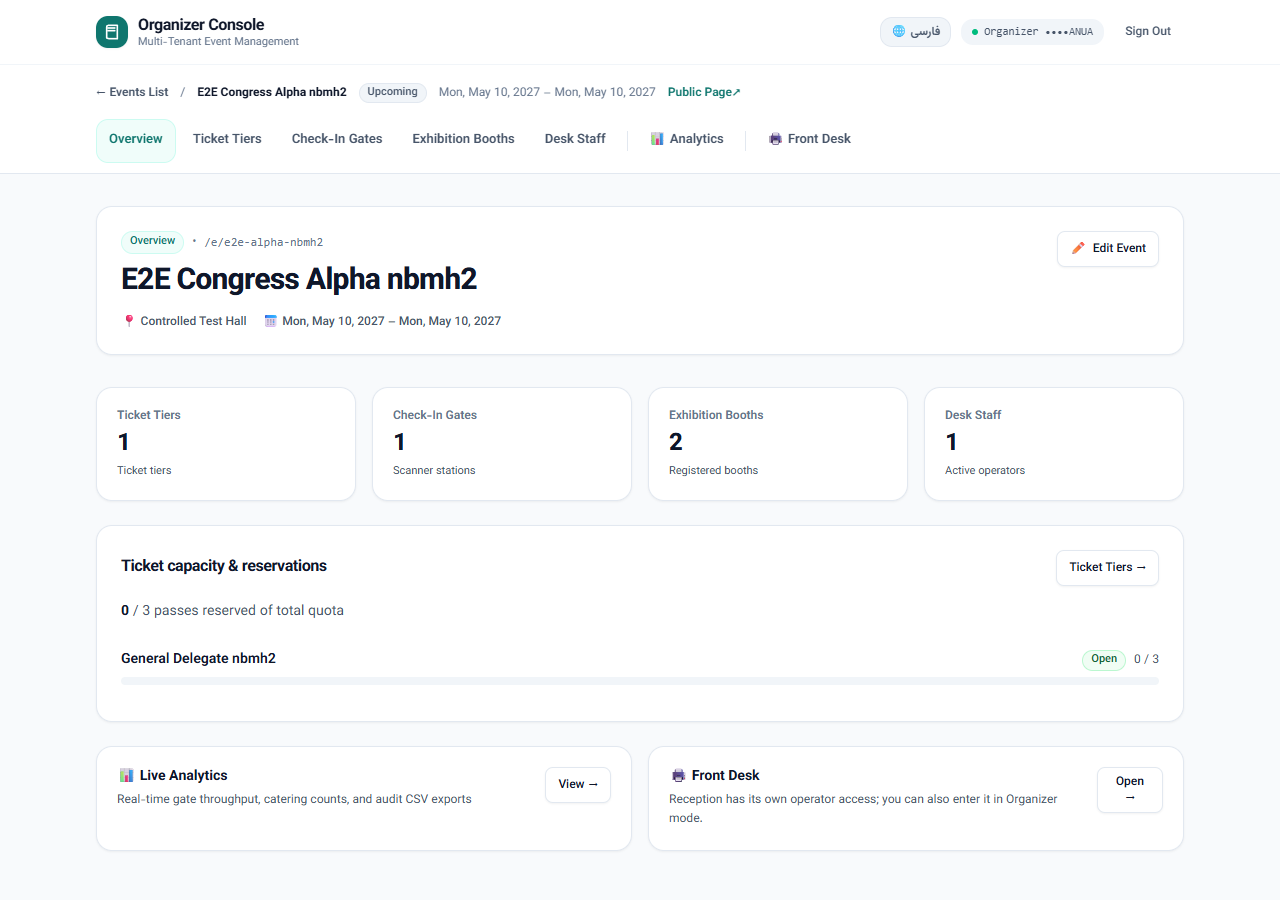 Organizer Console
Multi-Tenant Event Management
🌐 فارسی
Organizer ••••ANUA
Sign Out
← Events List / E2E Congress Alpha nbmh2 Upcoming Mon, May 10, 2027 – Mon, May 10, 2027 Public Page↗
Overview Ticket Tiers Check-In Gates Exhibition Booths Desk Staff 📊 Analytics 🖨️ Front Desk
Overview • /e/e2e-alpha-nbmh2
✏️ Edit Event
E2E Congress Alpha nbmh2
📍 Controlled Test Hall 🗓️ Mon, May 10, 2027 – Mon, May 10, 2027
Ticket Tiers
1
Ticket tiers
Check-In Gates
1
Scanner stations
Exhibition Booths
2
Registered booths
Desk Staff
1
Active operators
Ticket capacity & reservations
Ticket Tiers →
0 / 3 passes reserved of total quota
General Delegate nbmh2
Open 0 / 3
📊 Live Analytics
Real-time gate throughput, catering counts, and audit CSV exports
View →
🖨️ Front Desk
Reception has its own operator access; you can also enter it in Organizer
mode.
Open
→